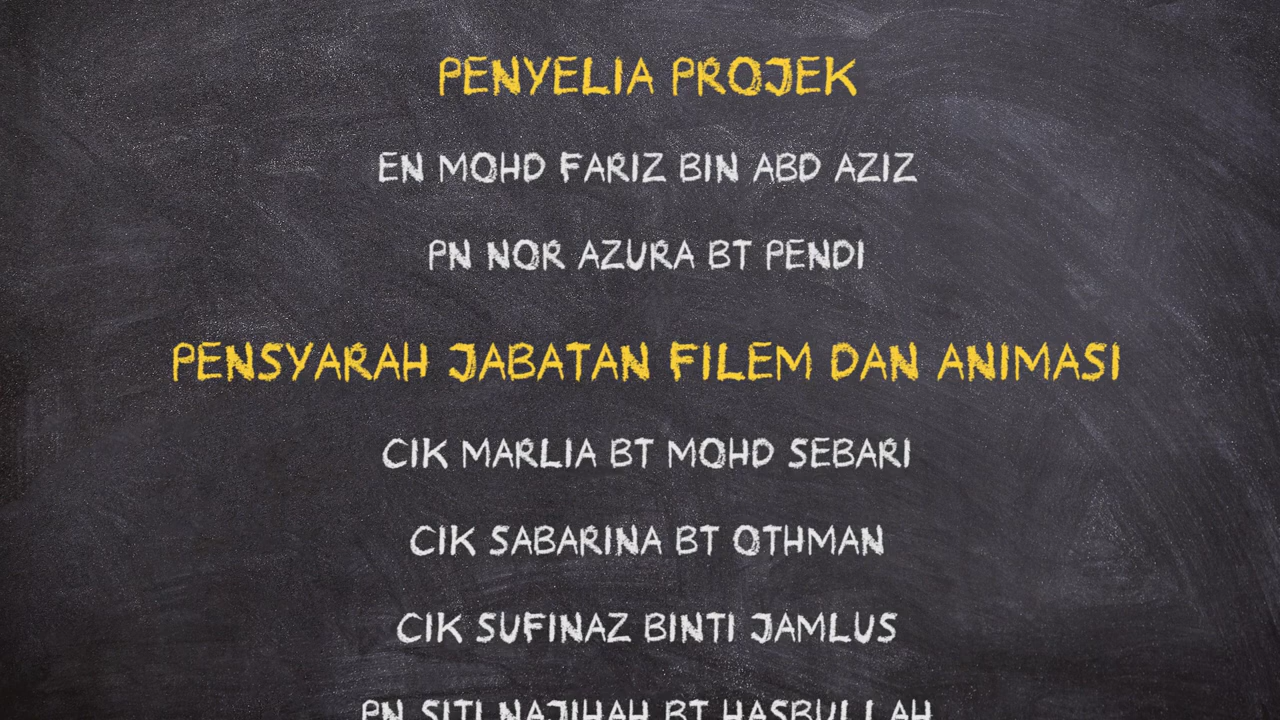 PENYELIA PROJEK
EN MOHD FARIZ BIN ABD AZIZ
PN NOR AZURA BT PENDI
PENSYARAH JABATAN FILEM DAN ANIMASI
CIK MARLIA BT MOHD SEBARI
CIK SABARINA BT OTHMAN
CIK SUFINAZ BINTI JAMLUS
PN SITI NAJIHAH BT HASBULLAH